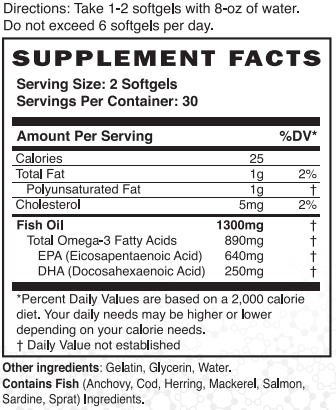 Directions: Take 1-2 softgels with 8-oz of water.
Do not exceed 6 softgels per day.
SUPPLEMENT FACTS
Serving Size: 2 Softgels
Servings Per Container: 30
Amount Per Serving %DV*
Calories 25
Total Fat 1g 2%
Polyunsaturated Fat 1g †
Cholesterol 5mg 2%
Fish Oil 1300mg †
Total Omega-3 Fatty Acids 890mg †
EPA (Eicosapentaenoic Acid) 640mg †
DHA (Docosahexaenoic Acid) 250mg †
*Percent Daily Values are based on a 2,000 calorie
diet. Your daily needs may be higher or lower
depending on your calorie needs.
† Daily Value not established
Other ingredients: Gelatin, Glycerin, Water.
Contains Fish (Anchovy, Cod, Herring, Mackerel, Salmon,
Sardine, Sprat) Ingredients.